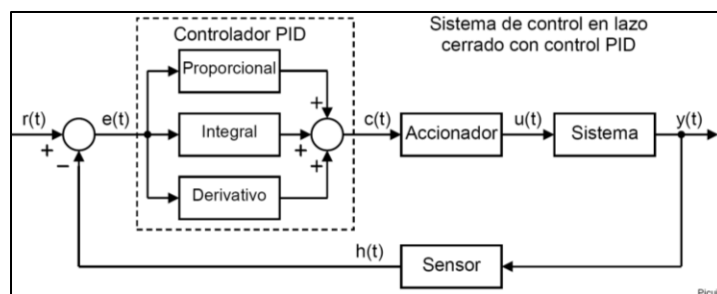 Controlador PID
Sistema de control en lazo
cerrado con control PID
Proporcional
r(t)
e(t)
Integral
c(t)
Accionador
u(t)
Sistema
y(t)
+
+
+
+
−
Derivativo
h(t)
Sensor